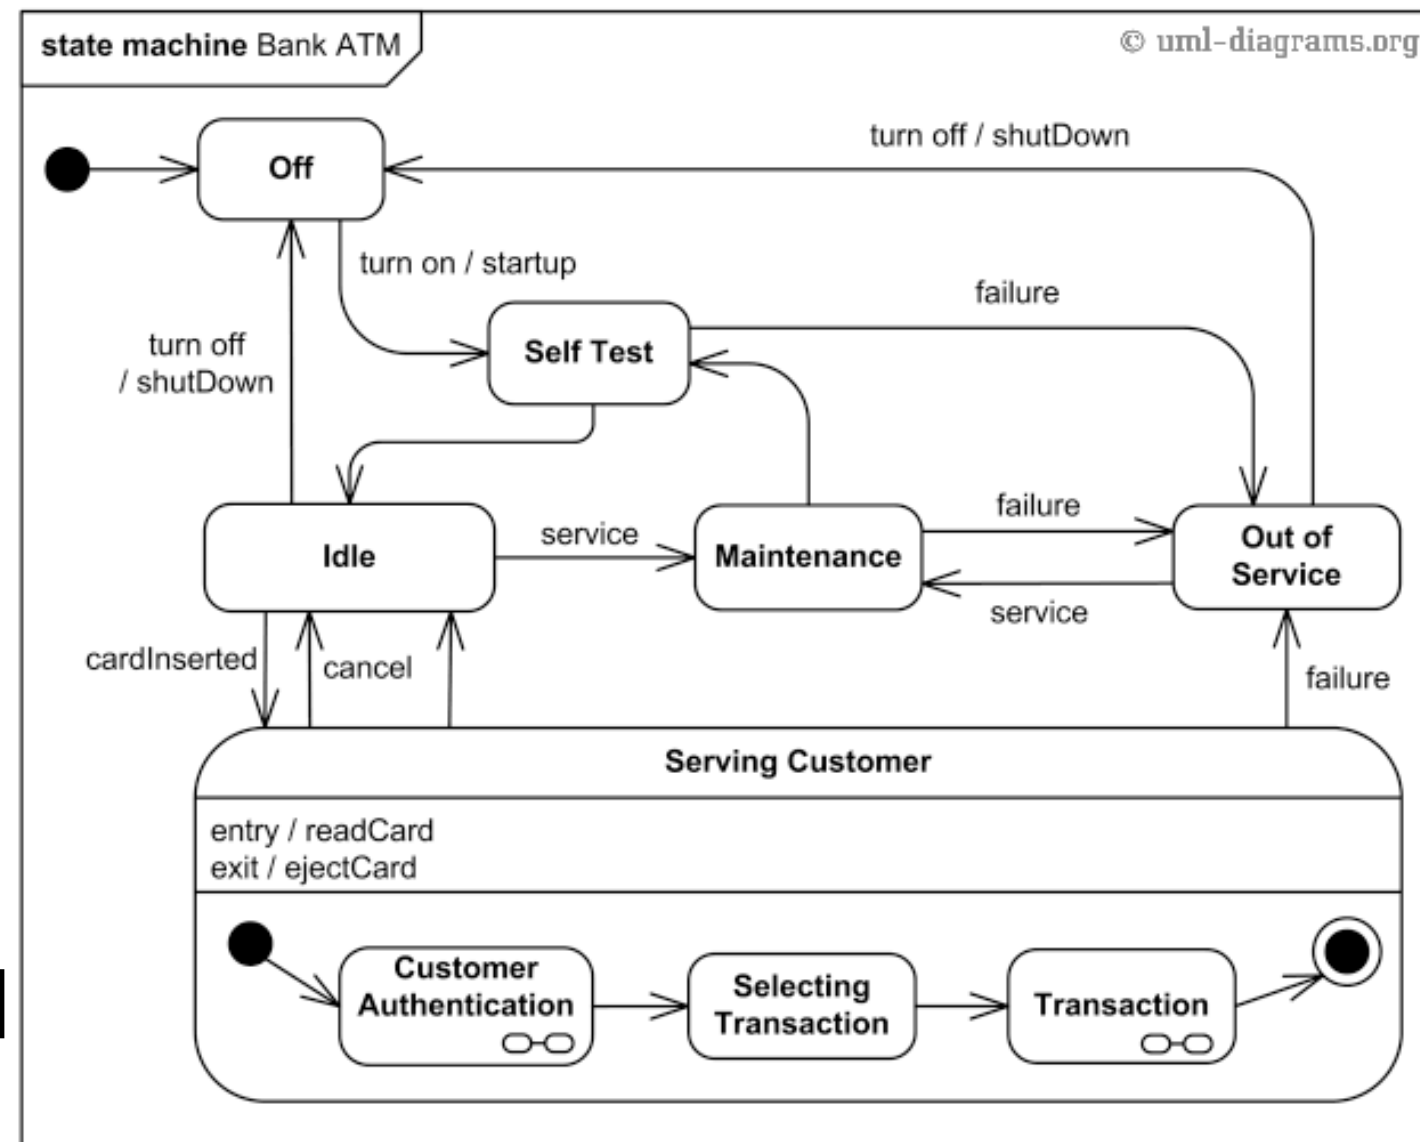 state machine Bank ATM
© uml-diagrams.org
turn off / shutDown
Off
turn on / startup
failure
turn off
/ shutDown
Self Test
Idle
service
Maintenance
failure
service
Out of
Service
cardInserted
cancel
failure
Serving Customer
entry / readCard
exit / ejectCard
Customer
Authentication
Selecting
Transaction
Transaction